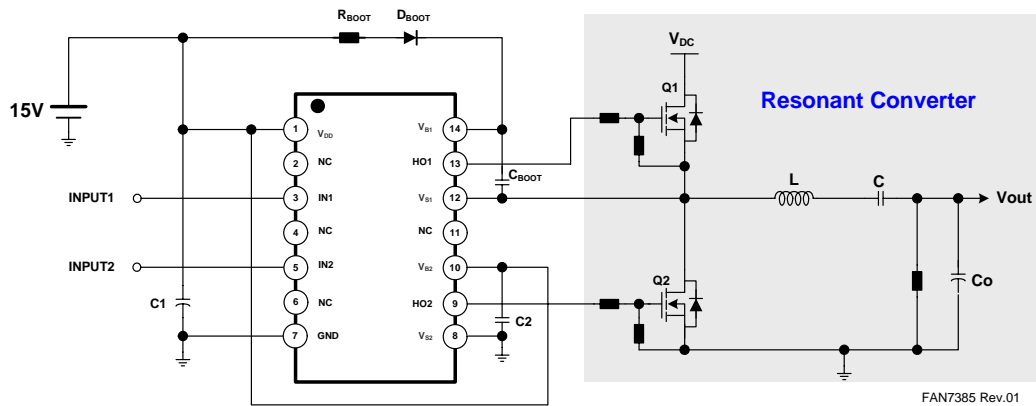 RBOOT DBOOT
VDC
15V
Q1
Resonant Converter
1 VDD VB1 14
2 NC HO1 13
CBOOT
L C
INPUT1 3 IN1 VS1 12 Vout
4 NC NC 11
INPUT2 5 IN2 VB2 10
Q2
Co
C1 6 NC HO2 9
C2
7 GND VS2 8
FAN7385 Rev.01